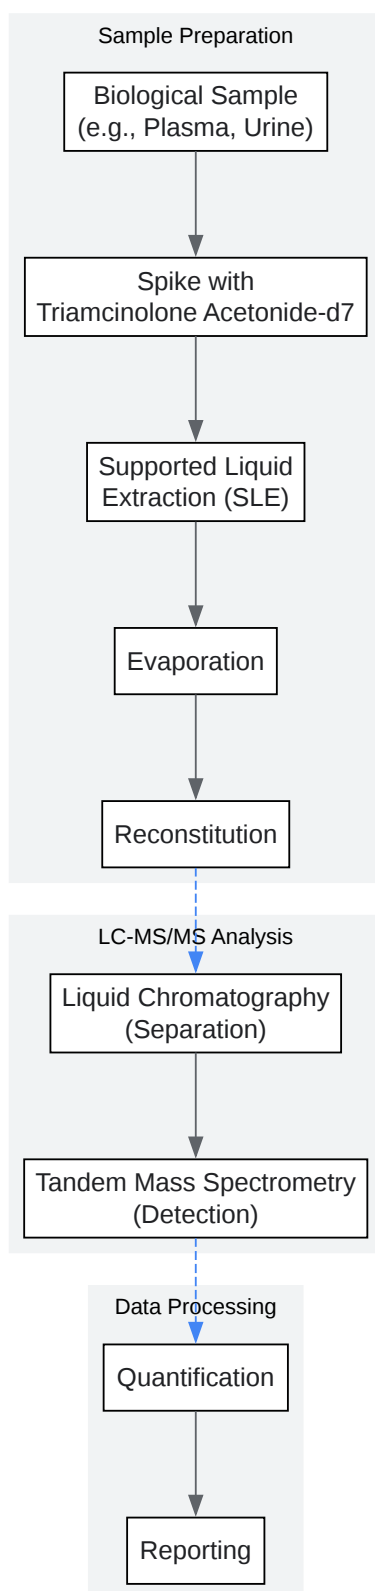 Sample Preparation
Biological Sample
(e.g., Plasma, Urine)
Spike with
Triamcinolone Acetonide-d7
Supported Liquid
Extraction (SLE)
Evaporation
Reconstitution
LC-MS/MS Analysis
Liquid Chromatography
(Separation)
Tandem Mass Spectrometry
(Detection)
Data Processing
Quantification
Reporting